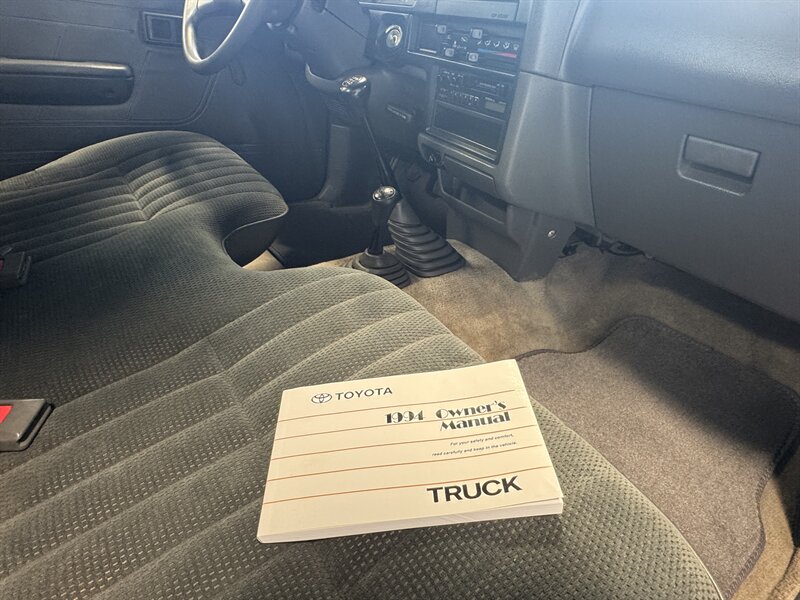 TOYOTA
1994 Owner's
Manual
For your safety and comfort,
read carefully and keep in the vehicle.
TRUCK